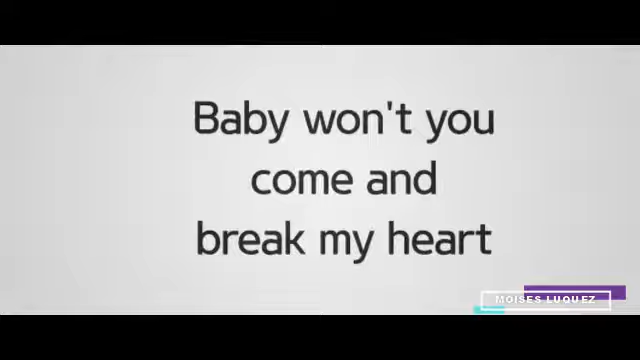 Baby won't you
come and
break my heart
MOISES LUQUEZ